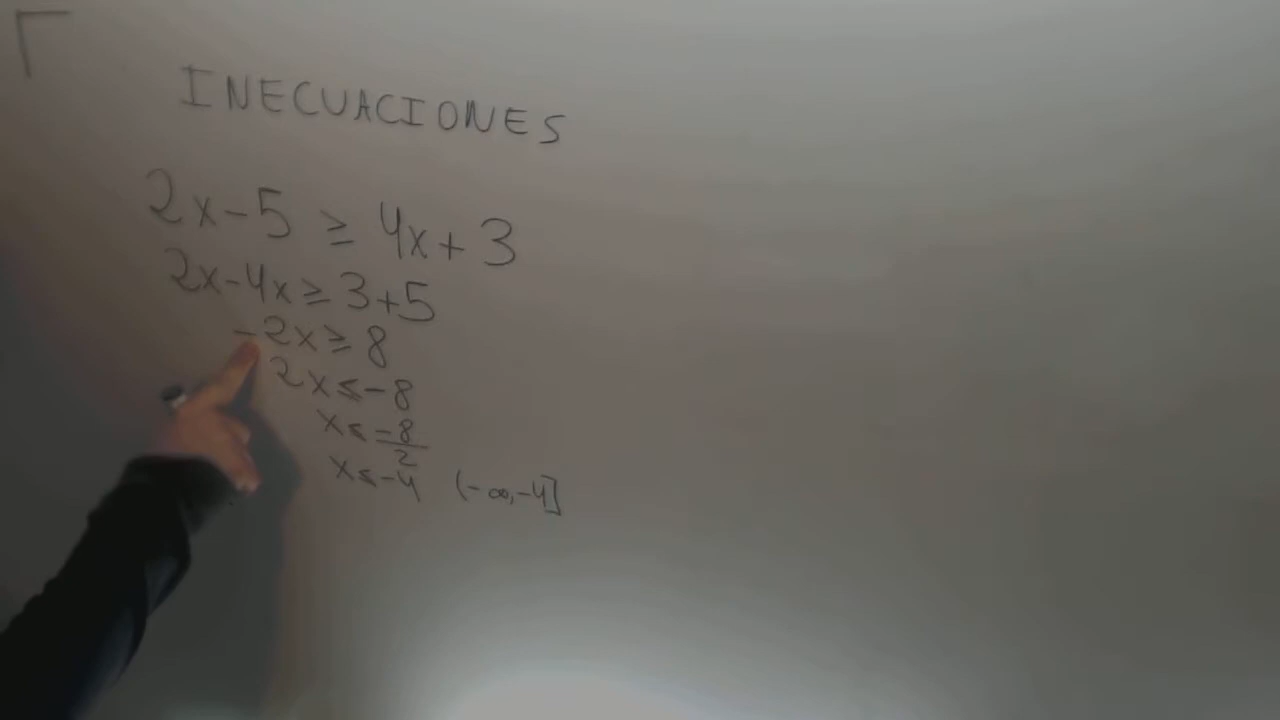 INECUACIONES
2x-5 ≥ 4x+3
2x-4x ≥ 3+5
-2x ≥ 8
2x ≤ -8
x ≤ -8/2
x ≤ -4 (-∞,-4]